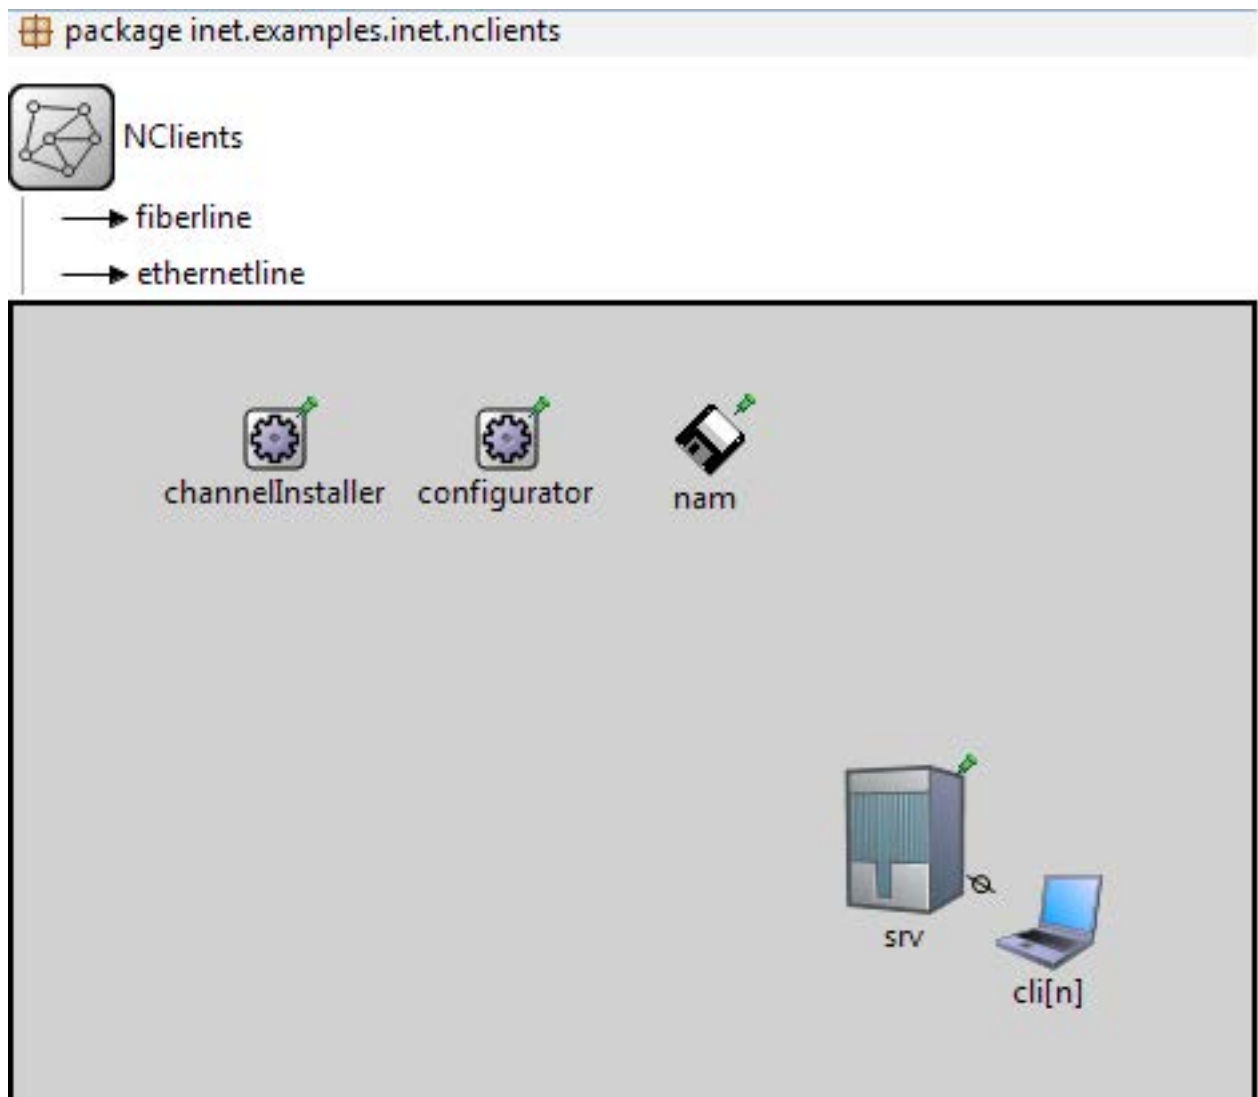 package inet.examples.inet.nclients
NClients
fiberline
ethernetline
channelInstaller configurator nam
srv
cli[n]